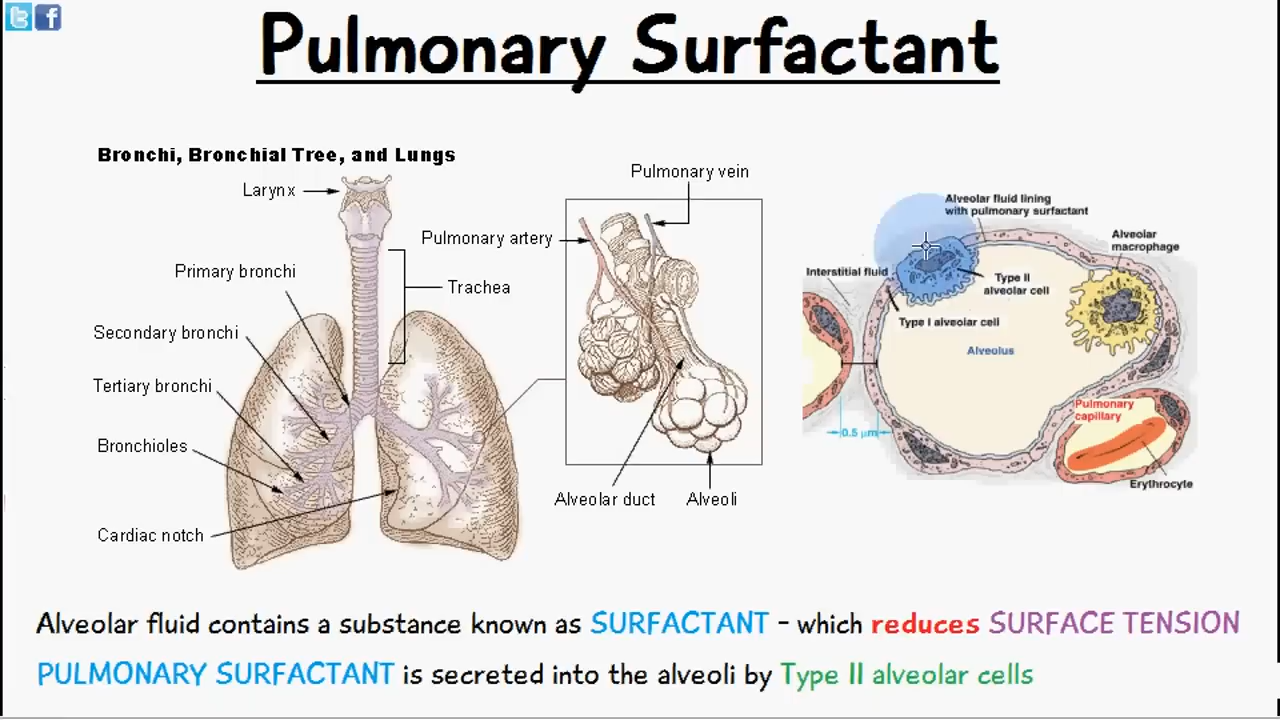 Pulmonary Surfactant
Bronchi, Bronchial Tree, and Lungs
Larynx
Primary bronchi
Secondary bronchi
Tertiary bronchi
Bronchioles
Cardiac notch
Trachea
Pulmonary vein
Pulmonary artery
Alveolar duct
Alveoli
Alveolar fluid lining
with pulmonary surfactant
Alveolar
macrophage
Interstitial fluid
Type II
alveolar cell
Type I alveolar cell
Alveolus
Pulmonary
capillary
0.5 µm
Erythrocyte
Alveolar fluid contains a substance known as SURFACTANT - which reduces SURFACE TENSION
PULMONARY SURFACTANT is secreted into the alveoli by Type II alveolar cells